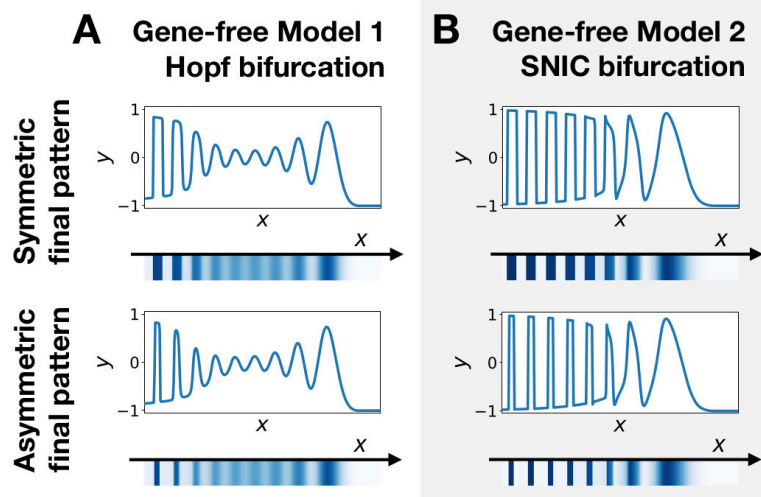 A
Gene-free Model 1
Hopf bifurcation
B
Gene-free Model 2
SNIC bifurcation
Symmetric
final pattern
1
0
−1
y
x
x
1
0
−1
y
x
x
Asymmetric
final pattern
1
0
−1
y
x
x
1
0
−1
y
x
x